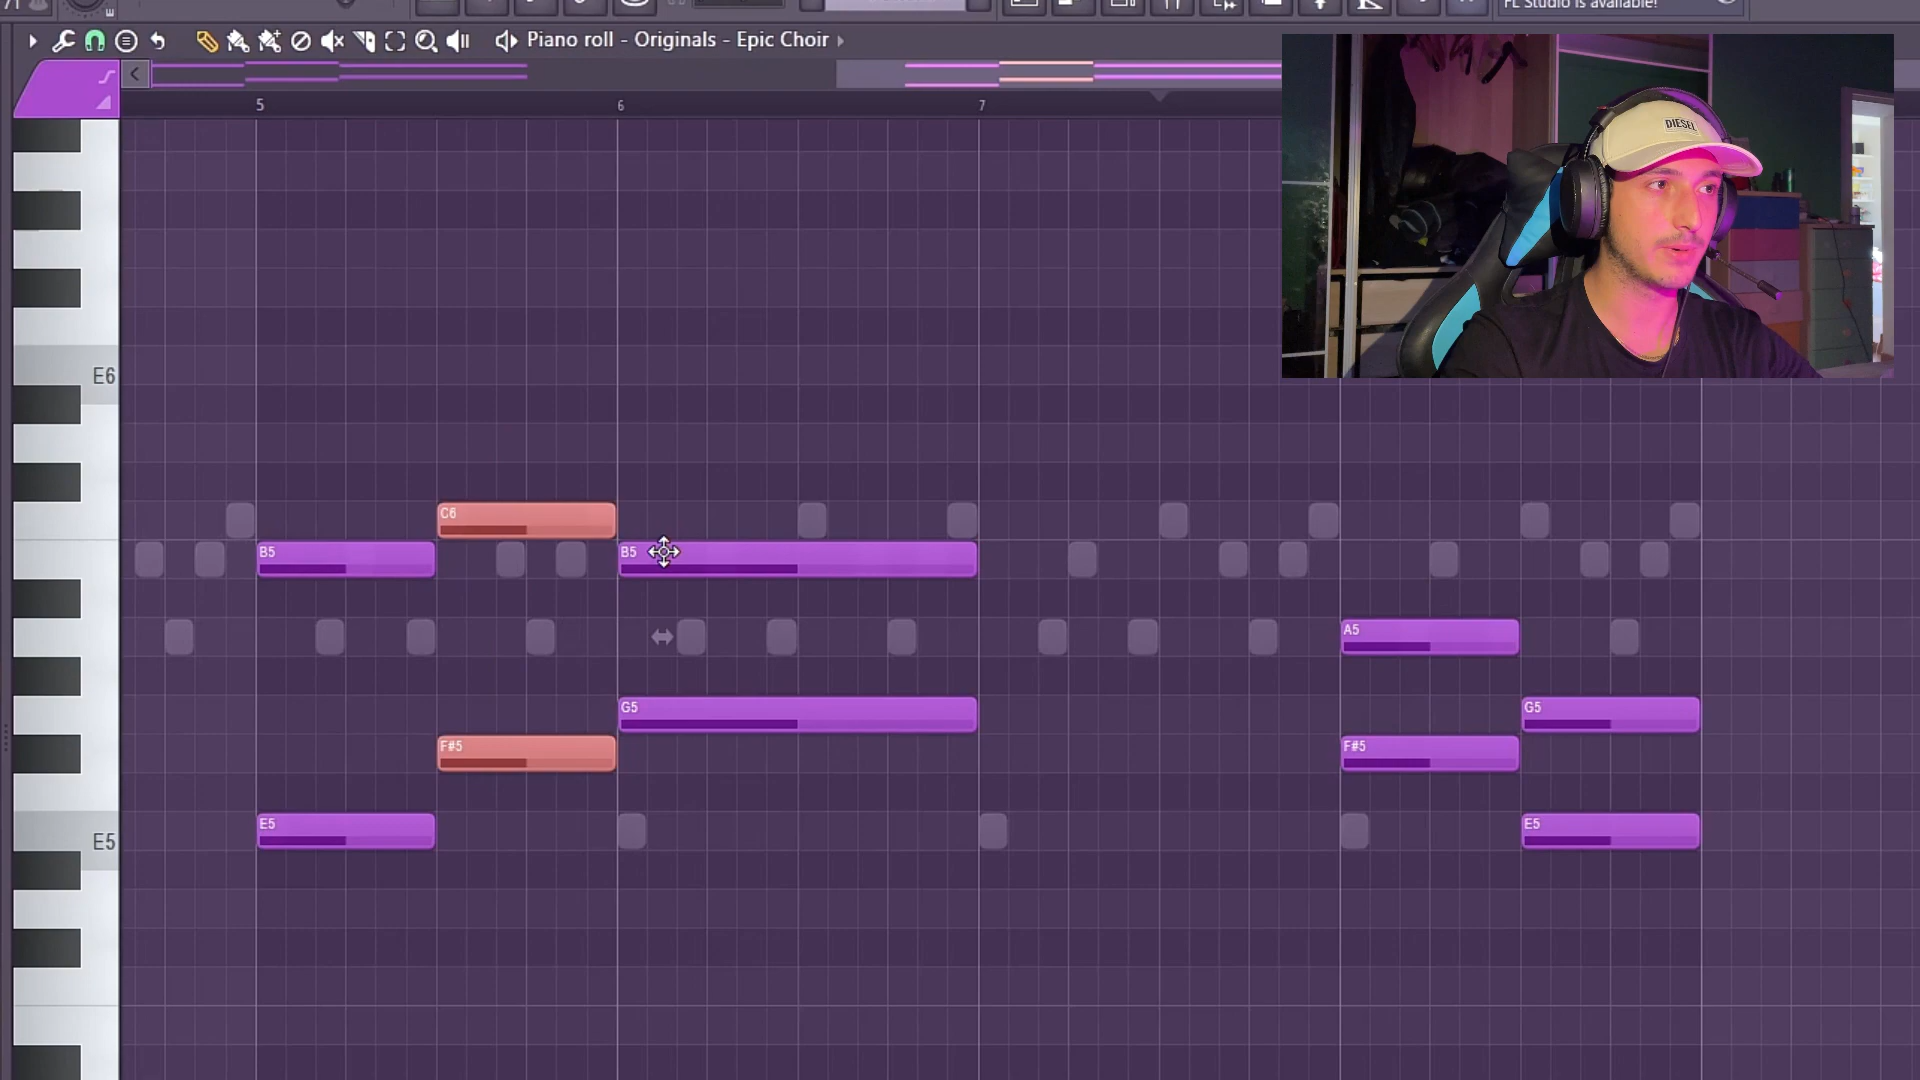 FL Studio is available!
Piano roll - Originals - Epic Choir
5
6
7
DIESEL
E6
C6
B5
B5
A5
G5
G5
F#5
F#5
E5
E5
E5